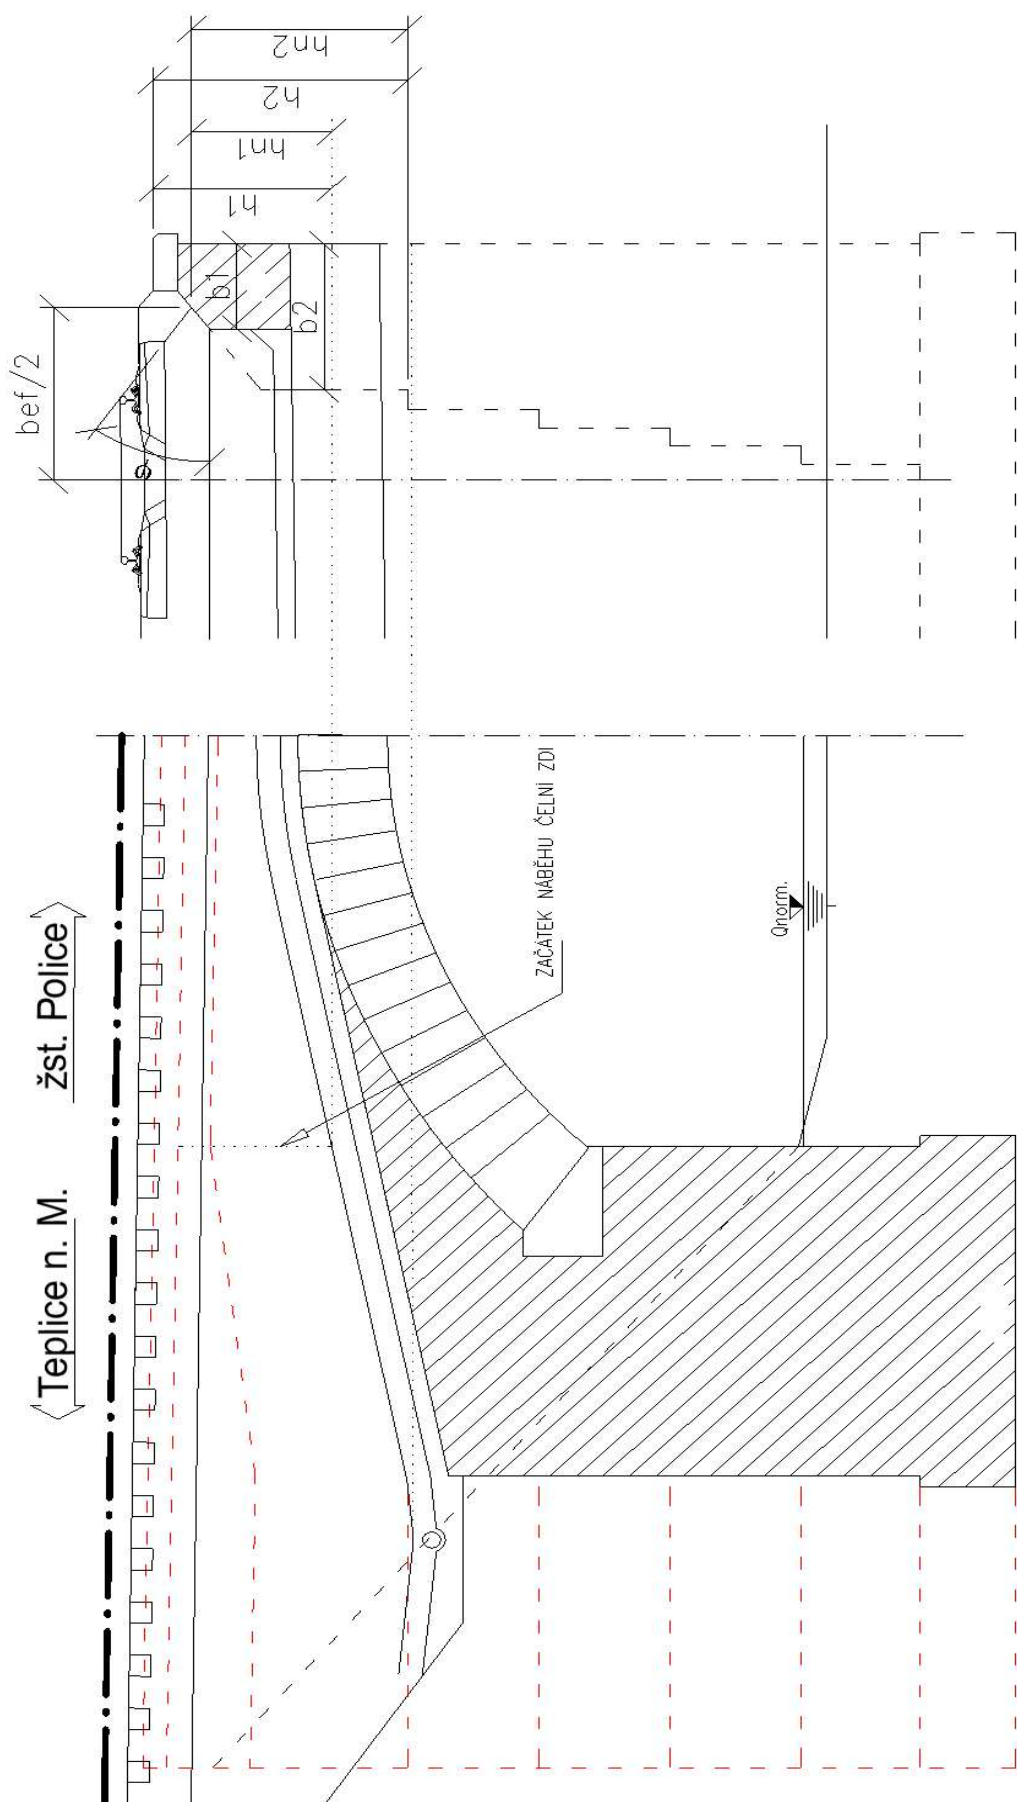 hn2
h2
hn1
h1
b1
b2
bef/2
ω
žst. Police
Teplice n. M.
ZAČÁTEK NÁBĚHU ČELNÍ ZDI
Qnorm.